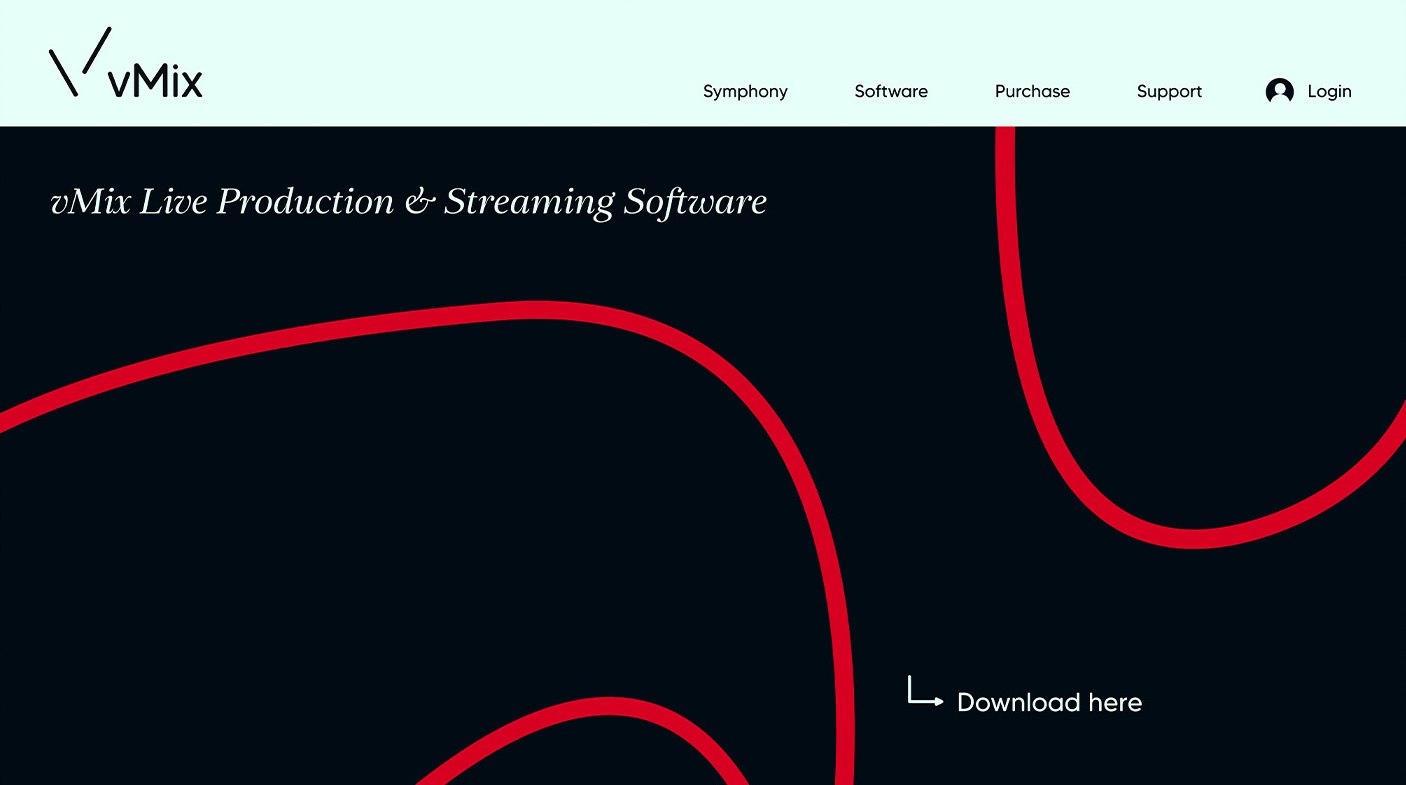 vMix
Symphony
Software
Purchase
Support
Login
vMix Live Production & Streaming Software
Download here